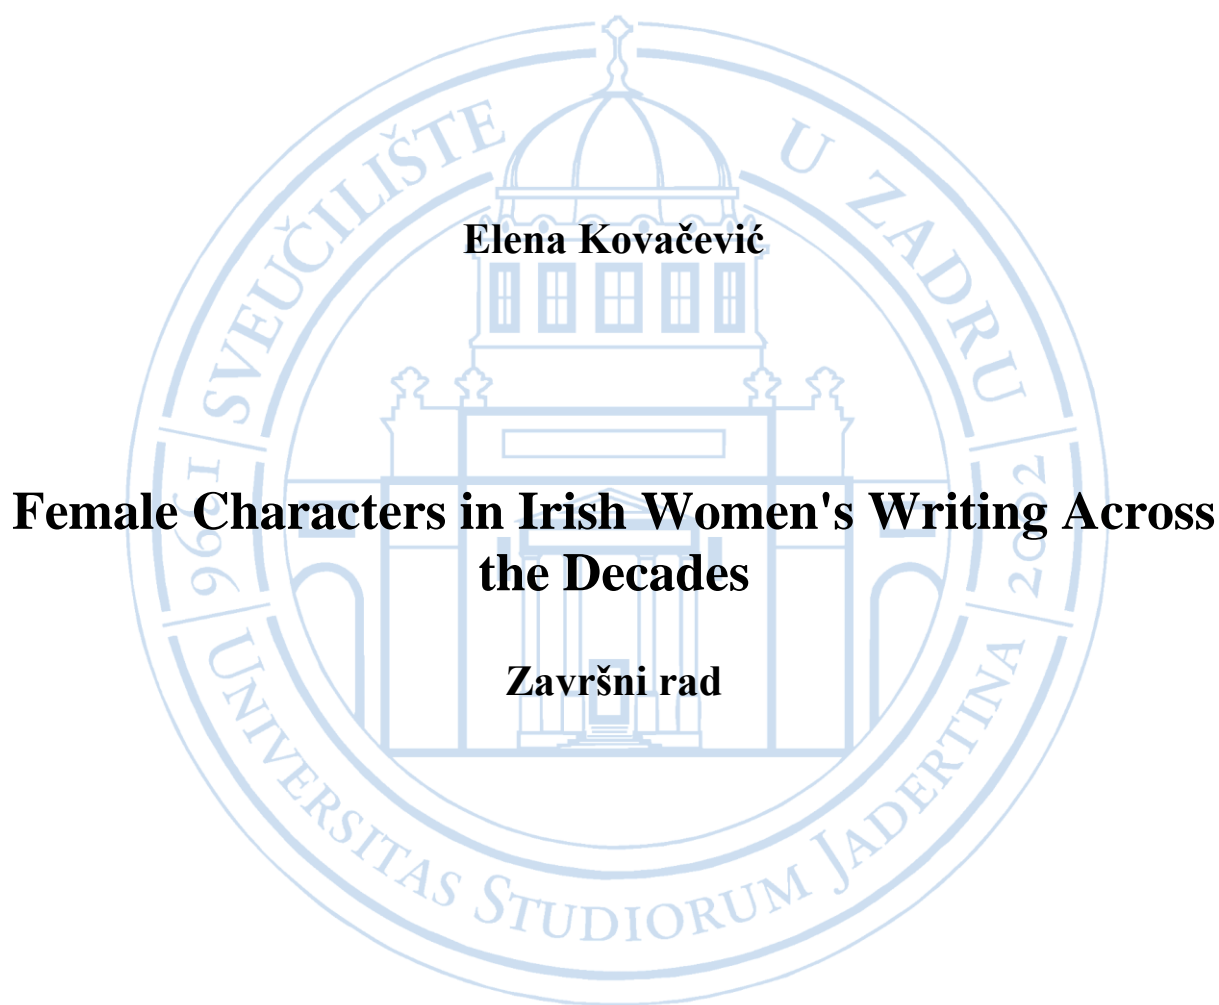 Elena Kovačević
Female Characters in Irish Women's Writing Across
the Decades
Završni rad
SVEUČILIŠTE U ZADRU
1396
2002
UNIVERSITAS STUDIORUM JADERTINA